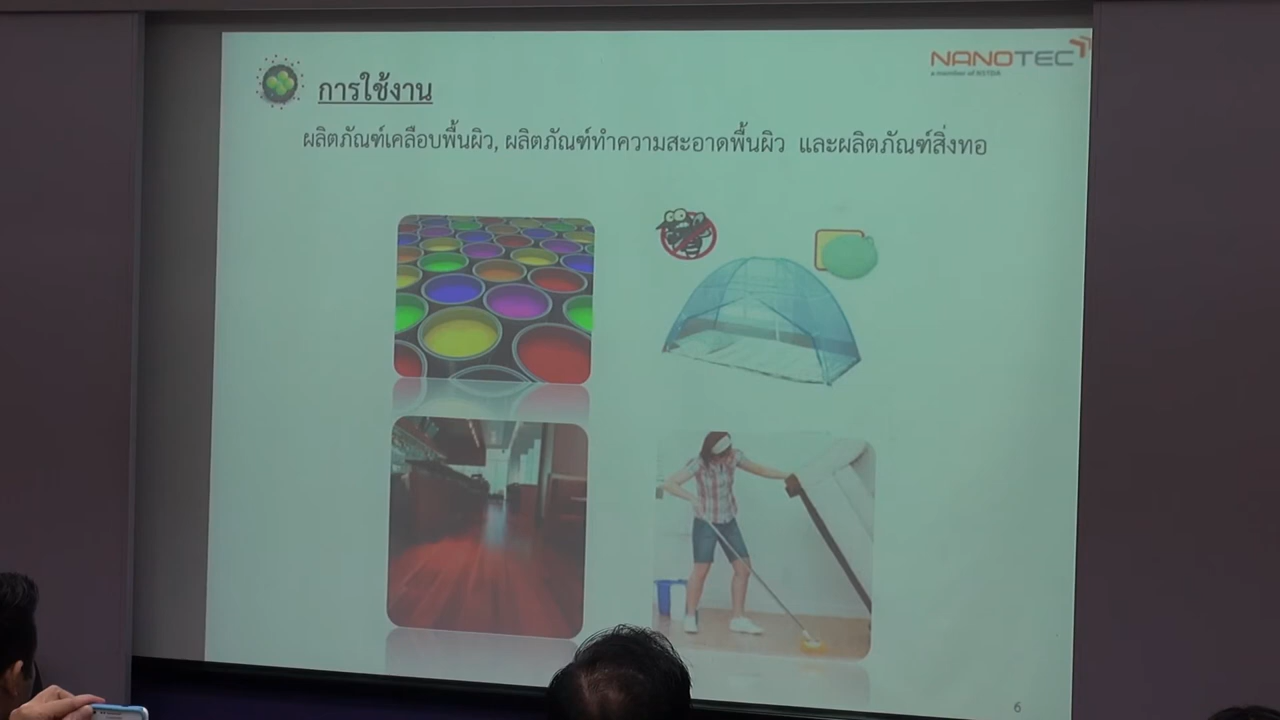 NANOTEC
a member of NSTDA
การใช้งาน
ผลิตภัณฑ์เคลือบพื้นผิว, ผลิตภัณฑ์ทำความสะอาดพื้นผิว และผลิตภัณฑ์สิ่งทอ
6